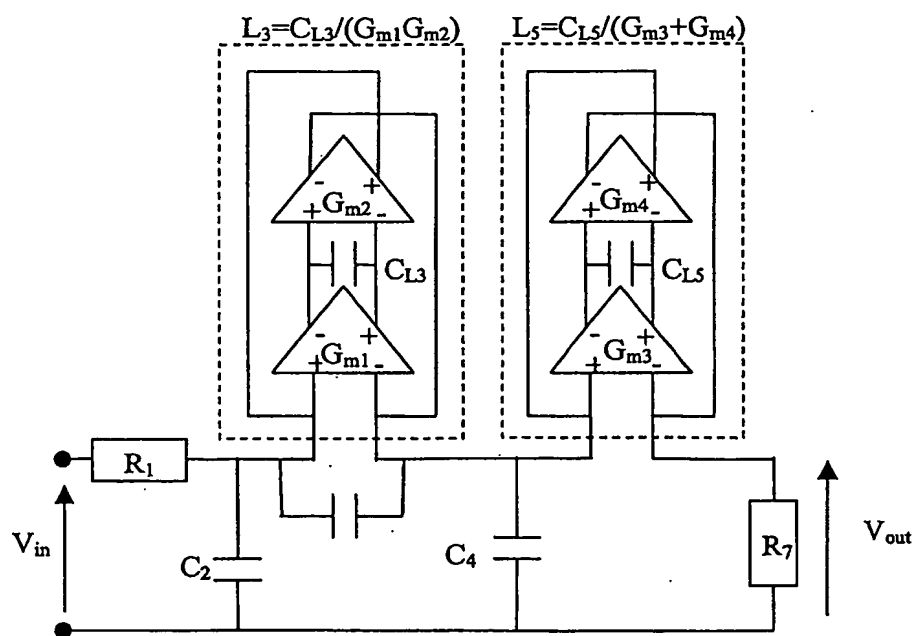 L3=CL3/(Gm1Gm2)
L5=CL5/(Gm3+Gm4)
- +
Gm2
+ -
- +
Gm4
+ -
CL3
CL5
- +
Gm1
+ -
- +
Gm3
+ -
R1
Vin
C2
C4
R7
Vout